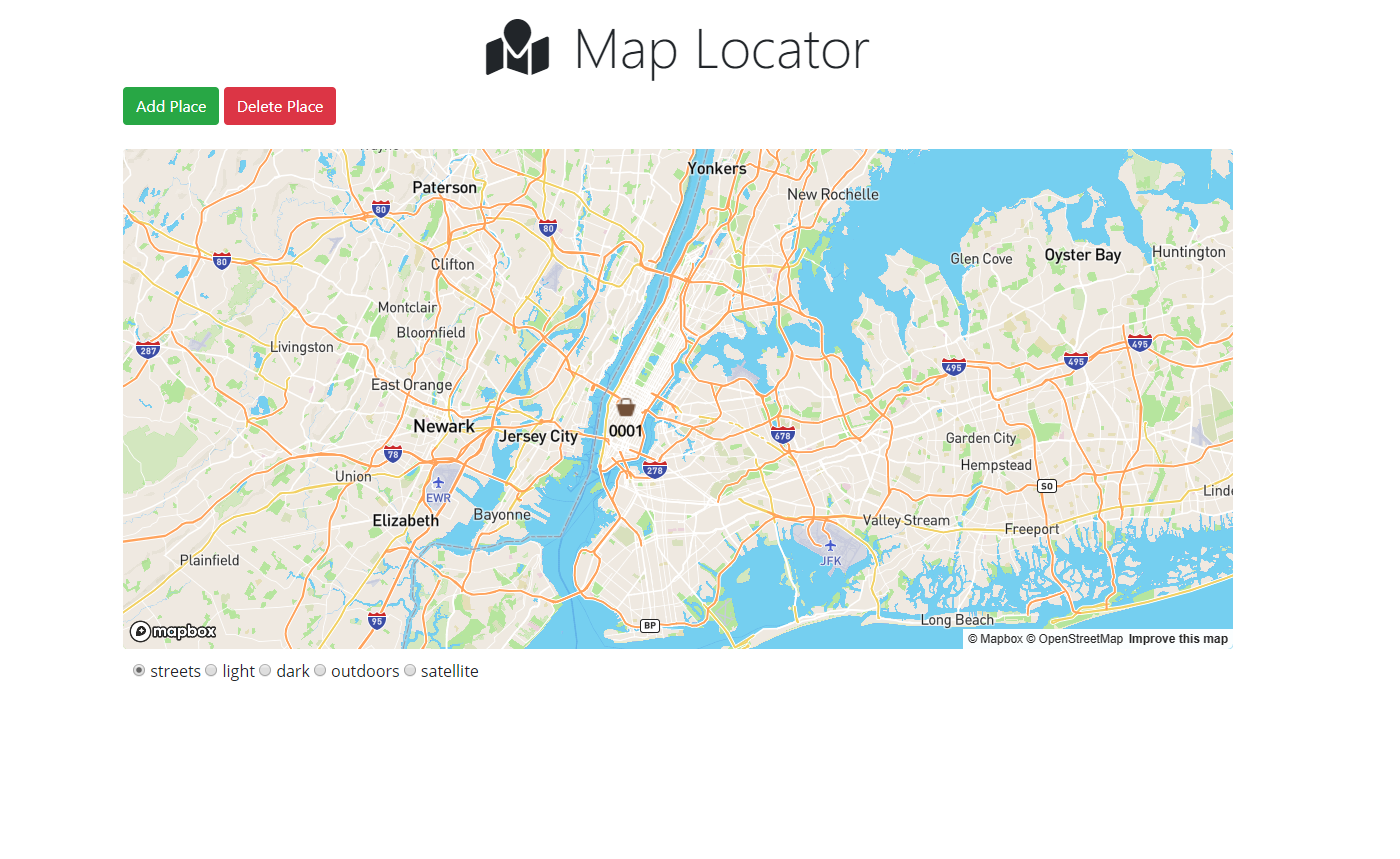 Map Locator
Add Place Delete Place
Yonkers
Paterson
New Rochelle
80
80
Oyster Bay
Huntington
Glen Cove
80
Clifton
Montclair
Bloomfield
Livingston
287
495
495
495
East Orange
Newark
0001
Jersey City
678
Garden City
78
Hempstead
278
Union
EWR
SO
Bayonne
Elizabeth
Valley Stream
Freeport
Plainfield
JFK
95
BP
Long Beach
mapbox
© Mapbox © OpenStreetMap Improve this map
streets light dark outdoors satellite